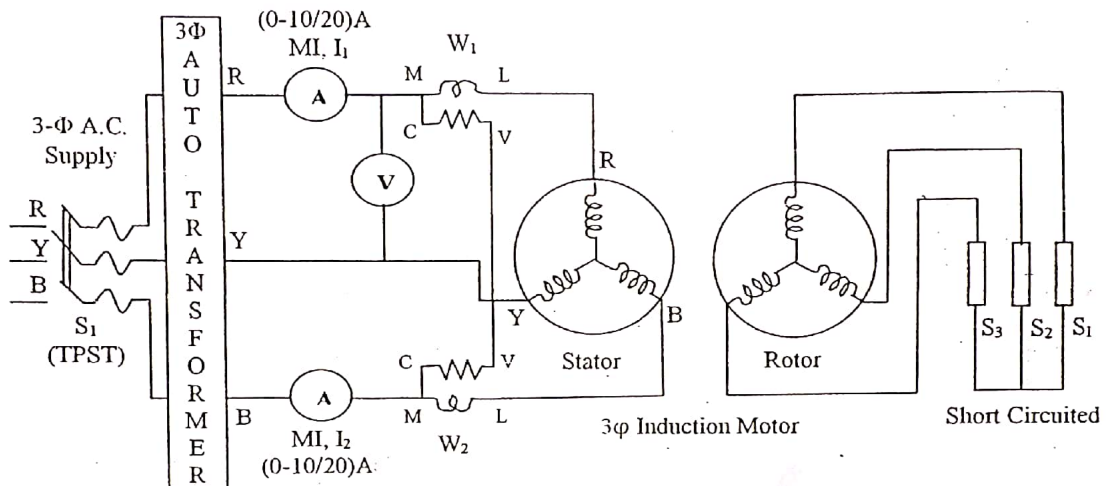 (0-10/20)A
MI, I₁
W₁
3Φ
A
U
T
O
T
R
A
N
S
F
O
R
M
E
R
R
A
M
L
C
V
3-Φ A.C.
Supply
V
R
R
Y
B
Y
S₁
(TPST)
Y
B
Stator
Rotor
S₃
S₂
S₁
C
V
B
A
M
L
W₂
MI, I₂
(0-10/20)A
3φ Induction Motor
Short Circuited